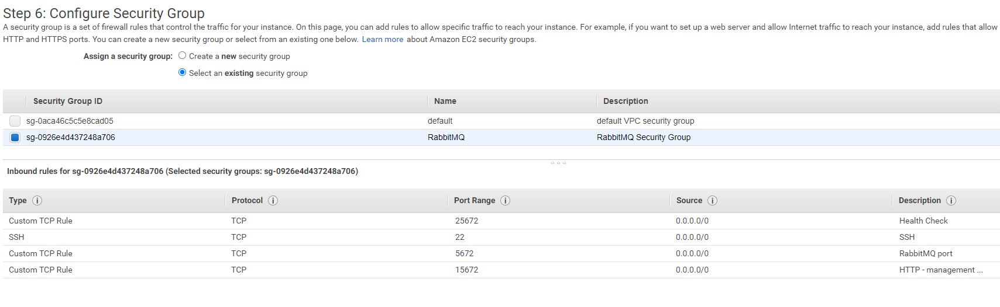 Step 6: Configure Security Group
A security group is a set of firewall rules that control the traffic for your instance. On this page, you can add rules to allow specific traffic to reach your instance. For example, if you want to set up a web server and allow Internet traffic to reach your instance, add rules that allow
HTTP and HTTPS ports. You can create a new security group or select from an existing one below. Learn more about Amazon EC2 security groups.
Assign a security group: Create a new security group
Select an existing security group
Security Group ID Name Description
sg-0aca46c5c5e8cad05 default default VPC security group
sg-0926e4d437248a706 RabbitMQ RabbitMQ Security Group
Inbound rules for sg-0926e4d437248a706 (Selected security groups: sg-0926e4d437248a706)
Type i Protocol i Port Range i Source i Description i
Custom TCP Rule TCP 25672 0.0.0.0/0 Health Check
SSH TCP 22 0.0.0.0/0 SSH
Custom TCP Rule TCP 5672 0.0.0.0/0 RabbitMQ port
Custom TCP Rule TCP 15672 0.0.0.0/0 HTTP - management ...